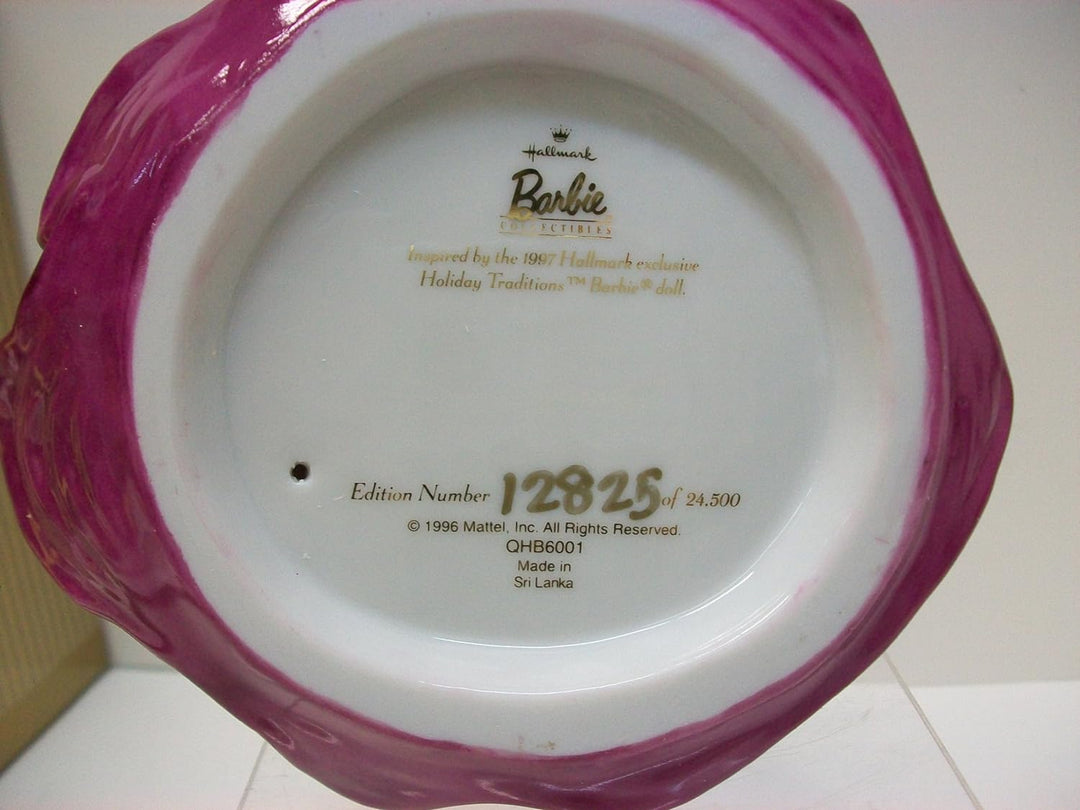 Hallmark
Barbie
COLLECTIBLES
Inspired by the 1997 Hallmark exclusive
Holiday Traditions™ Barbie® doll.
Edition Number 12825 of 24.500
© 1996 Mattel, Inc. All Rights Reserved.
QHB6001
Made in
Sri Lanka